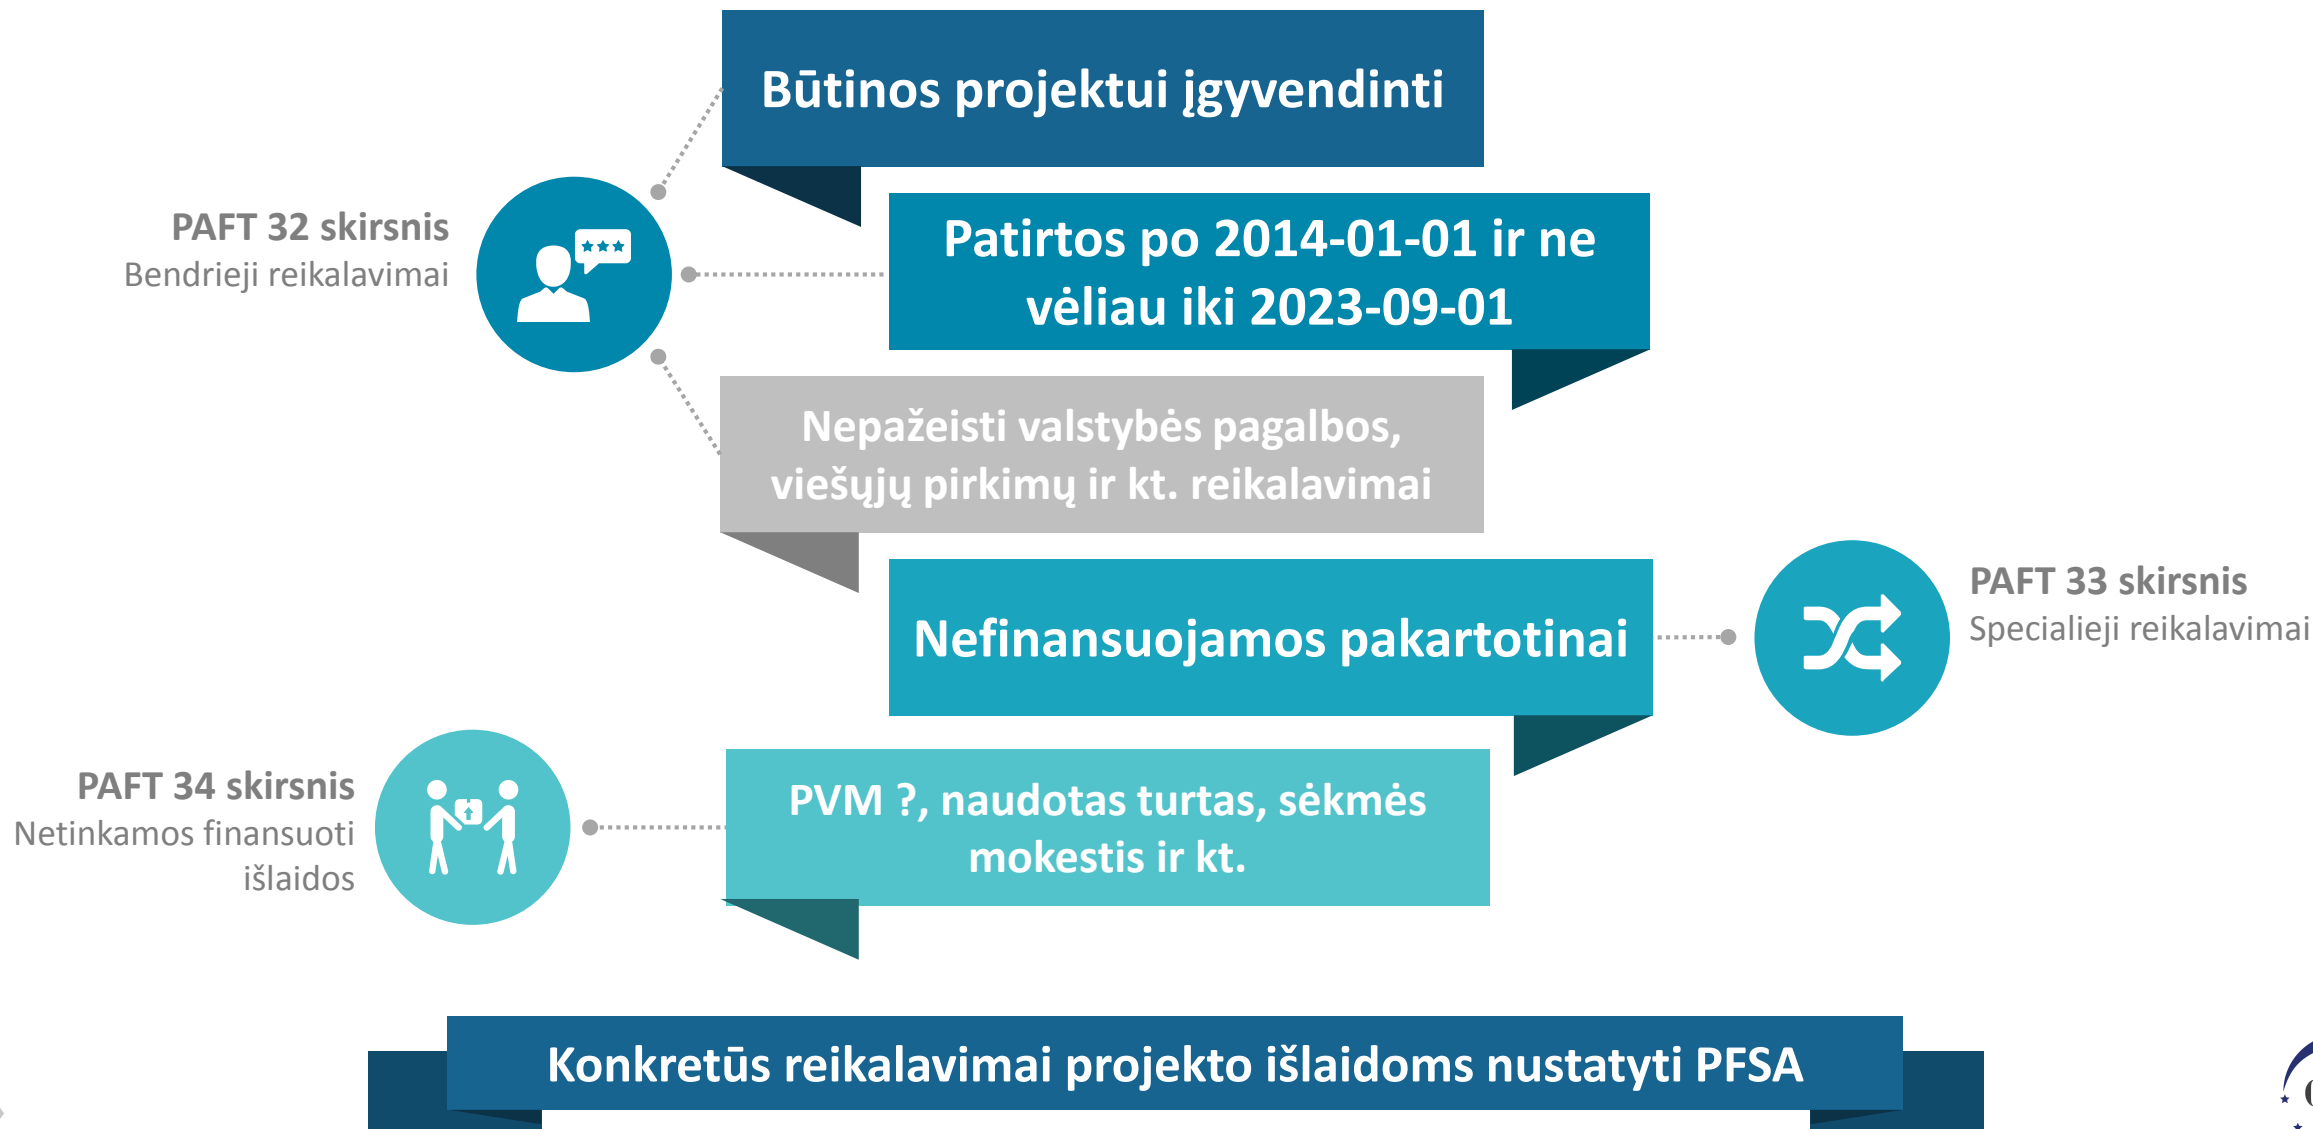 Būtinos projektui įgyvendinti
PAFT 32 skirsnis
Bendrieji reikalavimai
Patirtos po 2014-01-01 ir ne
vėliau iki 2023-09-01
Nepažeisti valstybės pagalbos,
viešųjų pirkimų ir kt. reikalavimai
Nefinansuojamos pakartotinai
PAFT 33 skirsnis
Specialieji reikalavimai
PAFT 34 skirsnis
Netinkamos finansuoti
išlaidos
PVM ?, naudotas turtas, sėkmės
mokestis ir kt.
Konkretūs reikalavimai projekto išlaidoms nustatyti PFSA